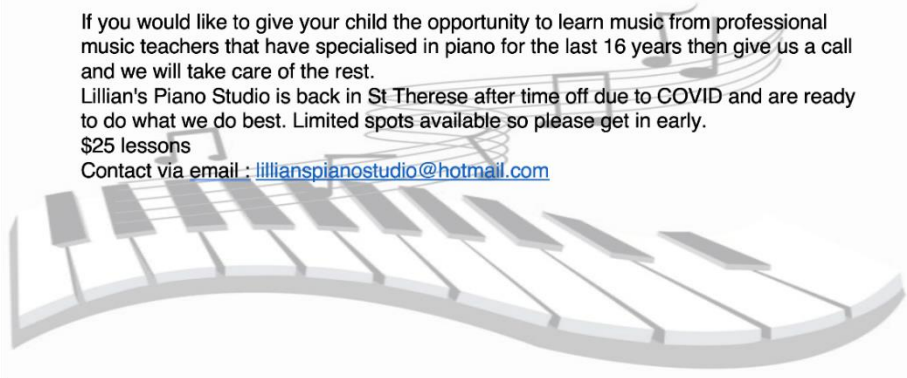 If you would like to give your child the opportunity to learn music from professional
music teachers that have specialised in piano for the last 16 years then give us a call
and we will take care of the rest.
Lillian's Piano Studio is back in St Therese after time off due to COVID and are ready
to do what we do best. Limited spots available so please get in early.
$25 lessons
Contact via email : lillianspianostudio@hotmail.com